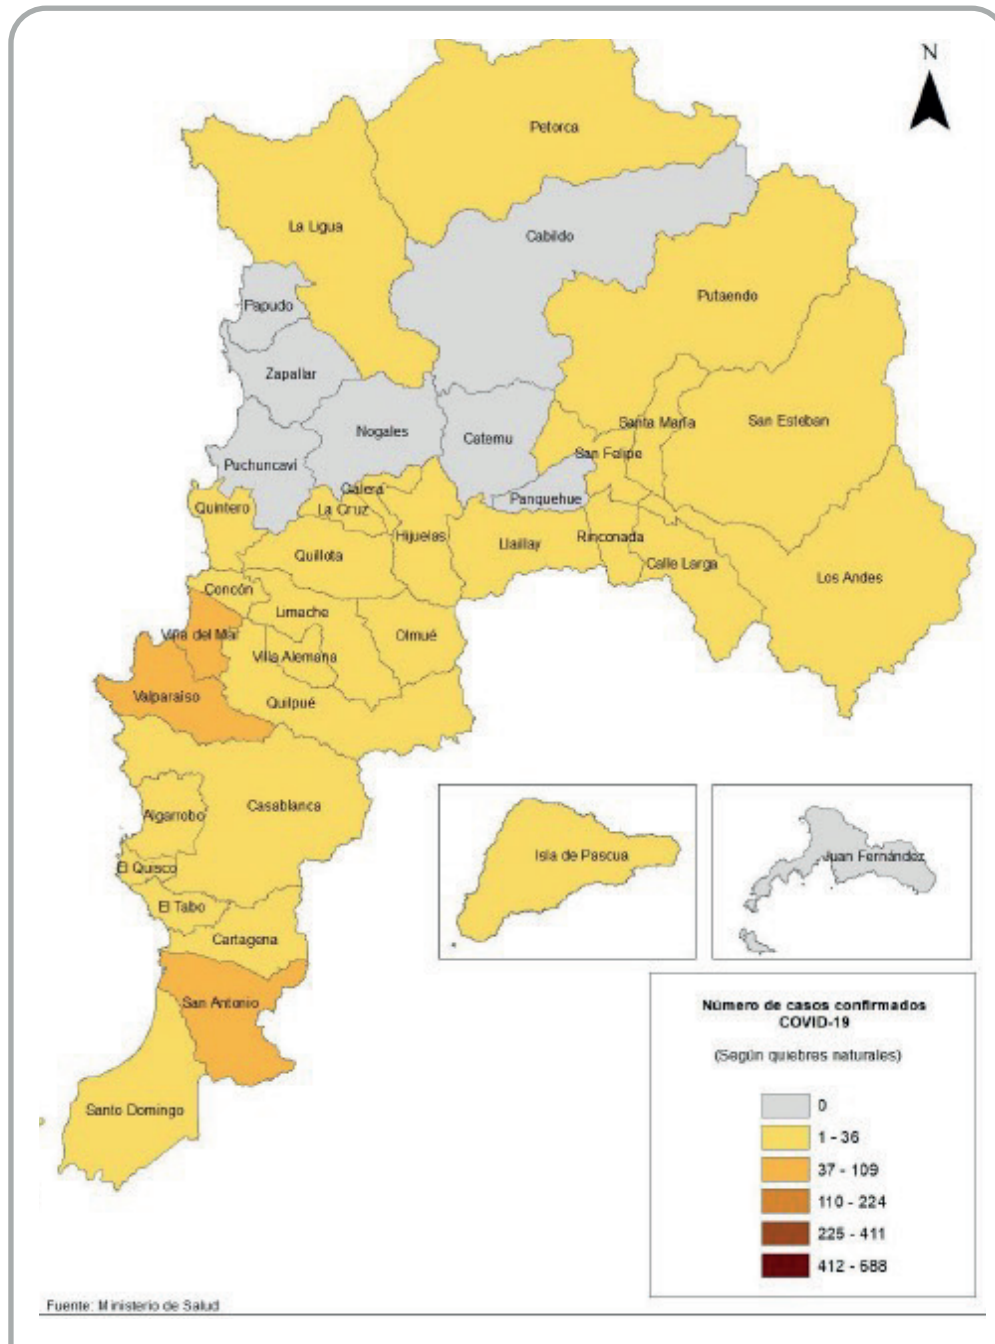 N
Petorca
La Ligua
Cabildo
Papudo
Putaendo
Zapallar
Santa María
San Esteban
Nogales
Catemu
San Felipe
Puchuncaví
Galera
Panquehue
Quintero
La Cruz
Hijuelas
Llaillay
Rinconada
Quillota
Calle Larga
Los Andes
Concón
Limache
Viña del Mar
Olmué
Villa Alemana
Valparaíso
Quilpué
Casablanca
Algarrobo
Isla de Pascua
Juan Fernández
El Quisco
El Tabo
Cartagena
San Antonio
Santo Domingo
Número de casos confirmados
COVID-19
(Según quiebres naturales)
0
1 - 36
37 - 109
110 - 224
225 - 411
412 - 688
Fuente: Ministerio de Salud